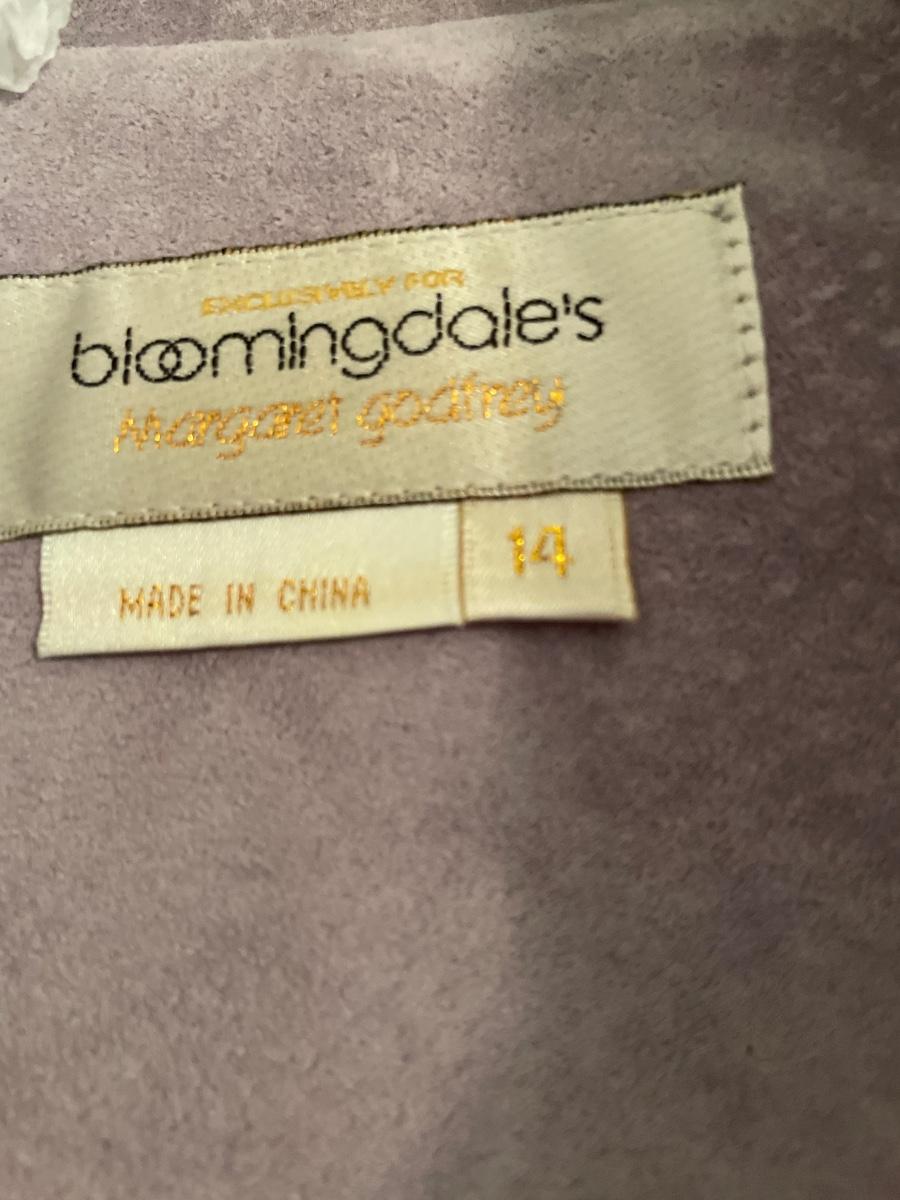 EXCLUSIVELY FOR
bloomingdale's
Margaret godfrey
MADE IN CHINA
14